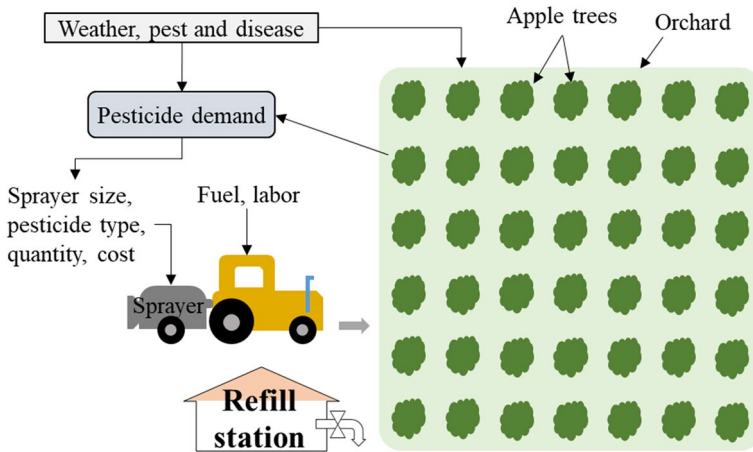 Weather, pest and disease
Apple trees
Orchard
Pesticide demand
Sprayer size,
pesticide type,
quantity, cost
Fuel, labor
Sprayer
Refill
station